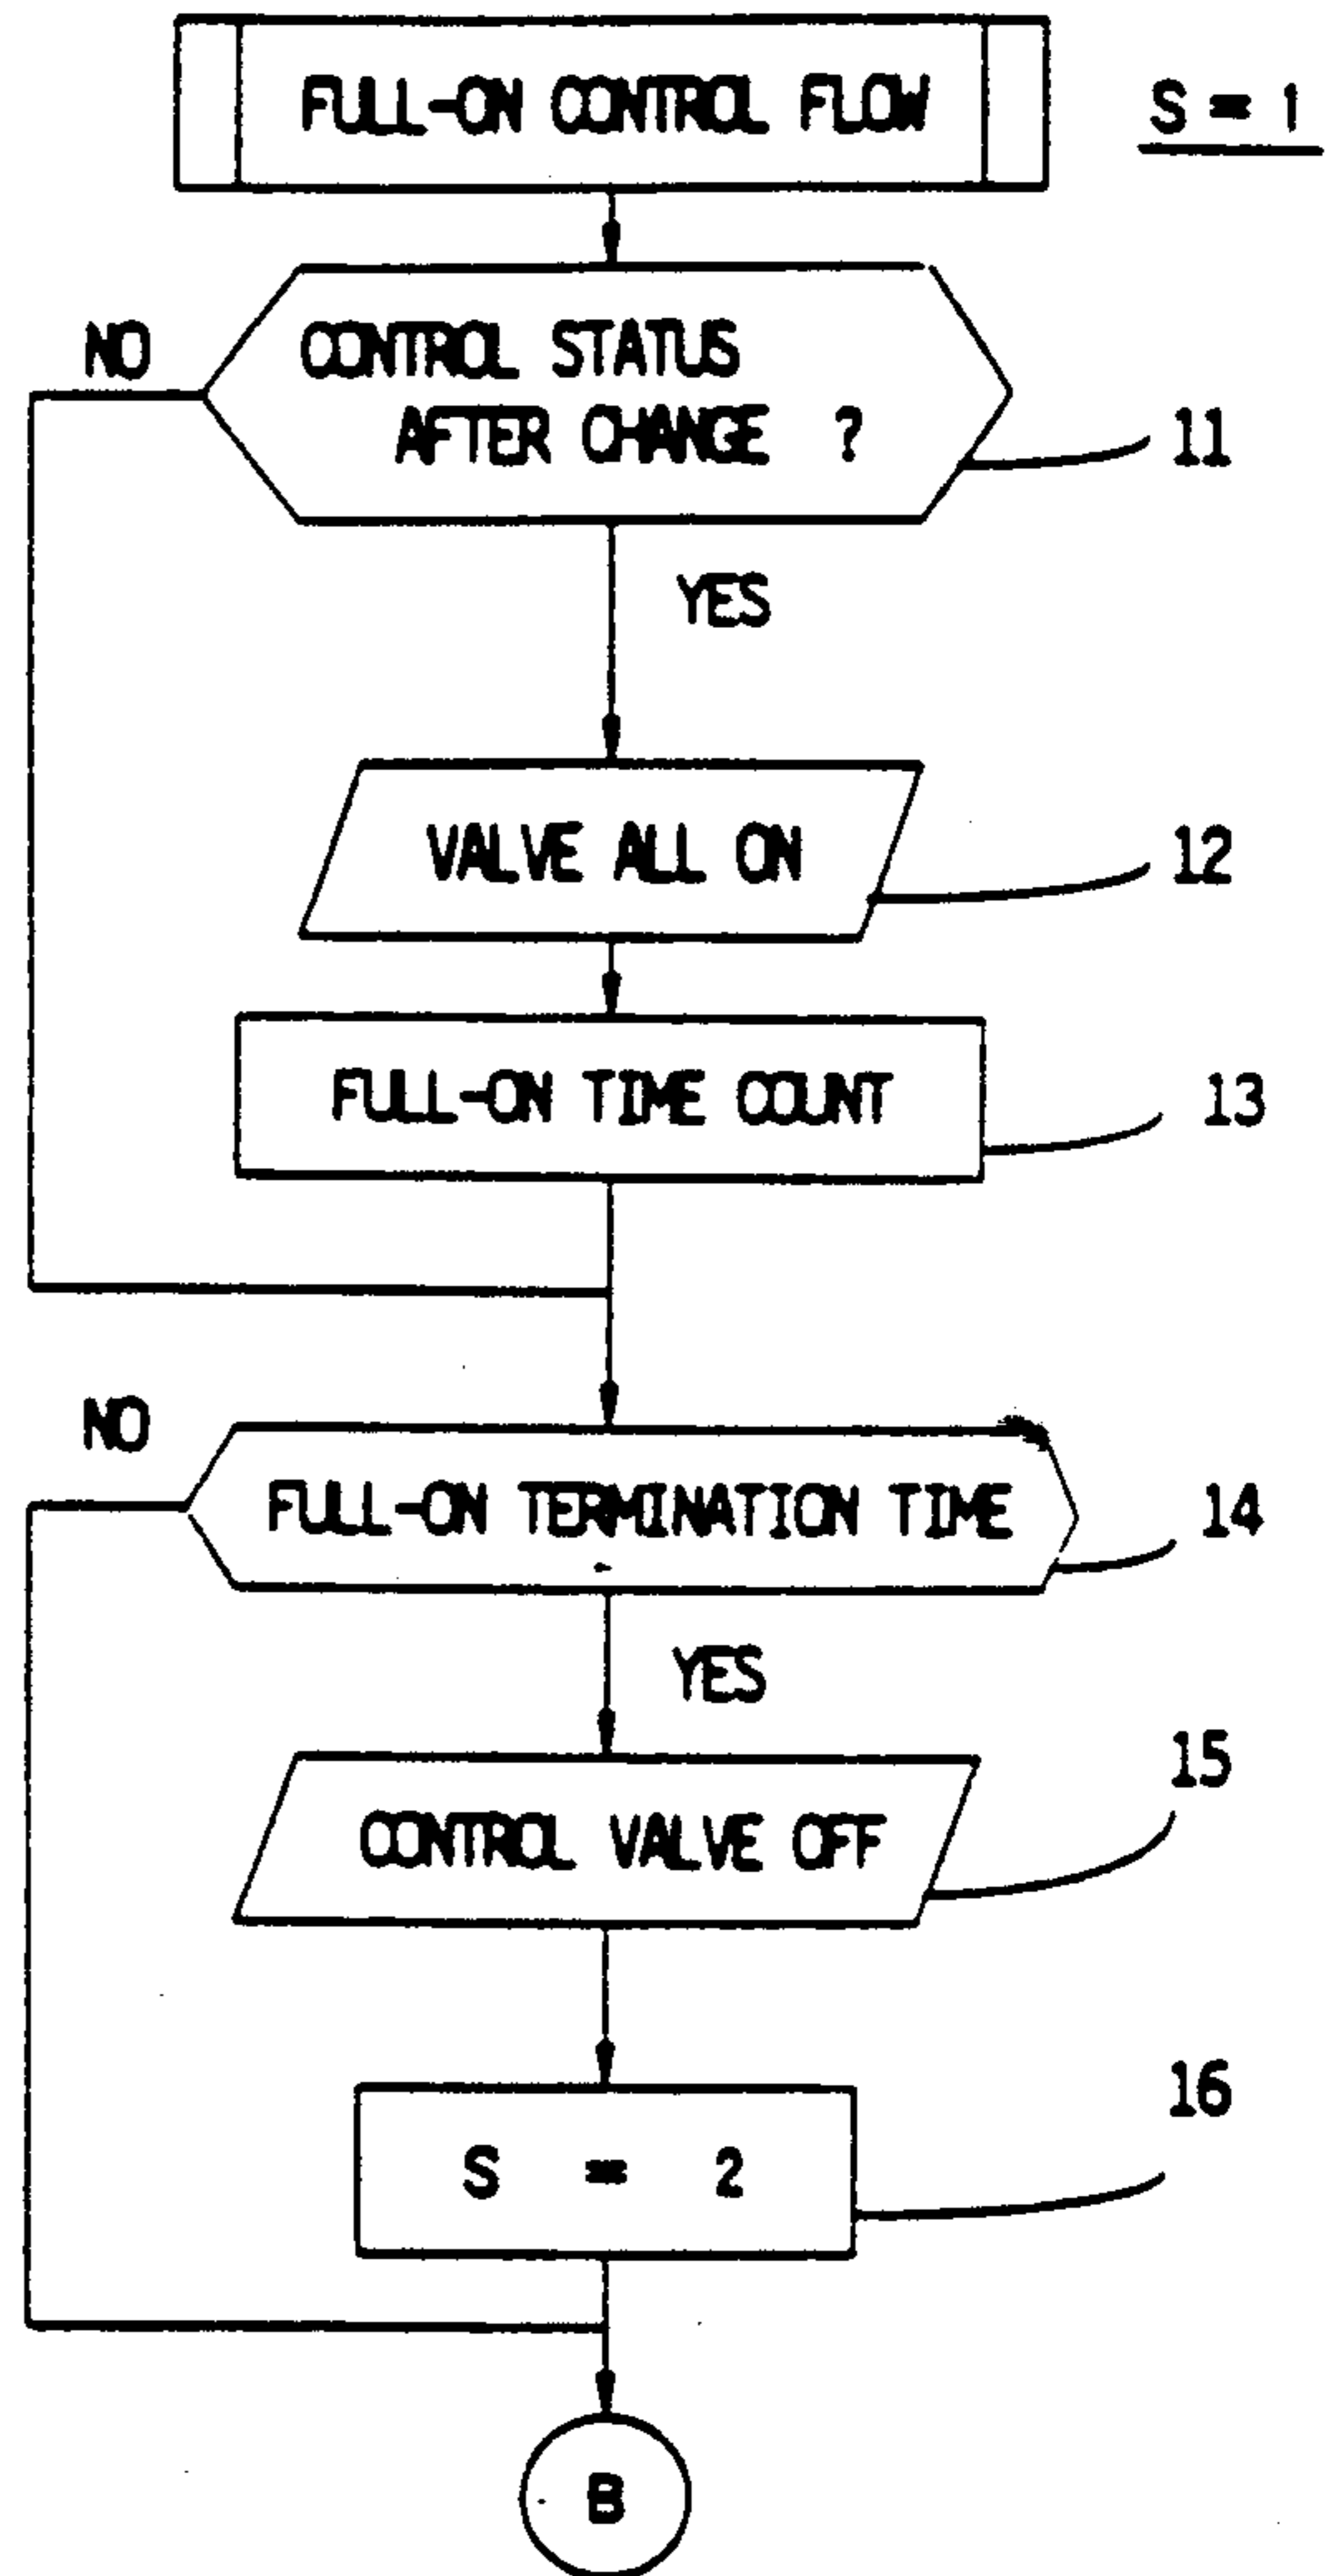 FULL-ON CONTROL FLOW
S = 1
NO
CONTROL STATUS
AFTER CHANGE ?
11
YES
VALVE ALL ON
12
FULL-ON TIME COUNT
13
NO
FULL-ON TERMINATION TIME
14
YES
CONTROL VALVE OFF
15
S = 2
16
B